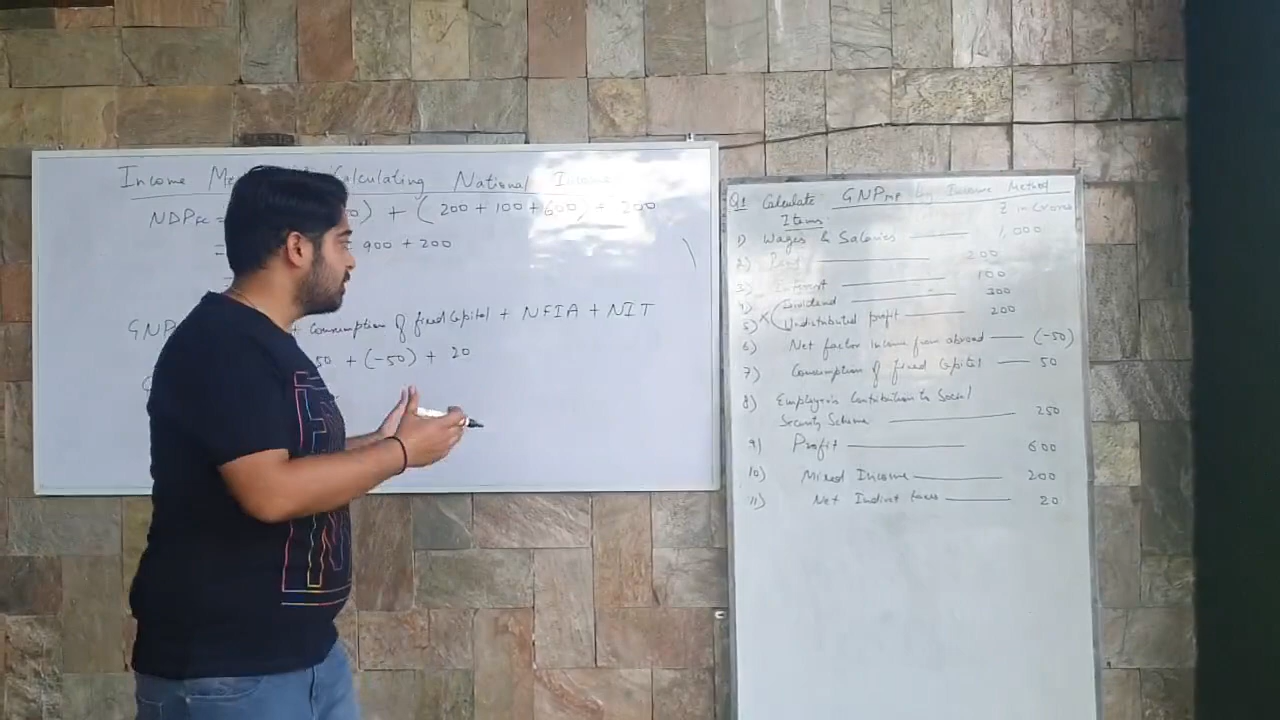 Income Calculating National Income
NDPFC = 0) + (200 + 100 + 600) + 200
= 900 + 200
GNP + Consumption of fixed Capital + NFIA + NIT
50 + (-50) + 20
Q1 Calculate GNPMP by Income Method
Items: ₹ in Crores
1) Wages & Salaries 1,000
2) Rent 200
3) Interest 100
4) Dividend 300
5) Undistributed profit 200
6) Net factor Income from abroad (-50)
7) Consumption of fixed Capital 50
8) Employer's Contribution to Social
Security Scheme 250
9) Profit 600
10) Mixed Income 200
11) Net Indirect taxes 20